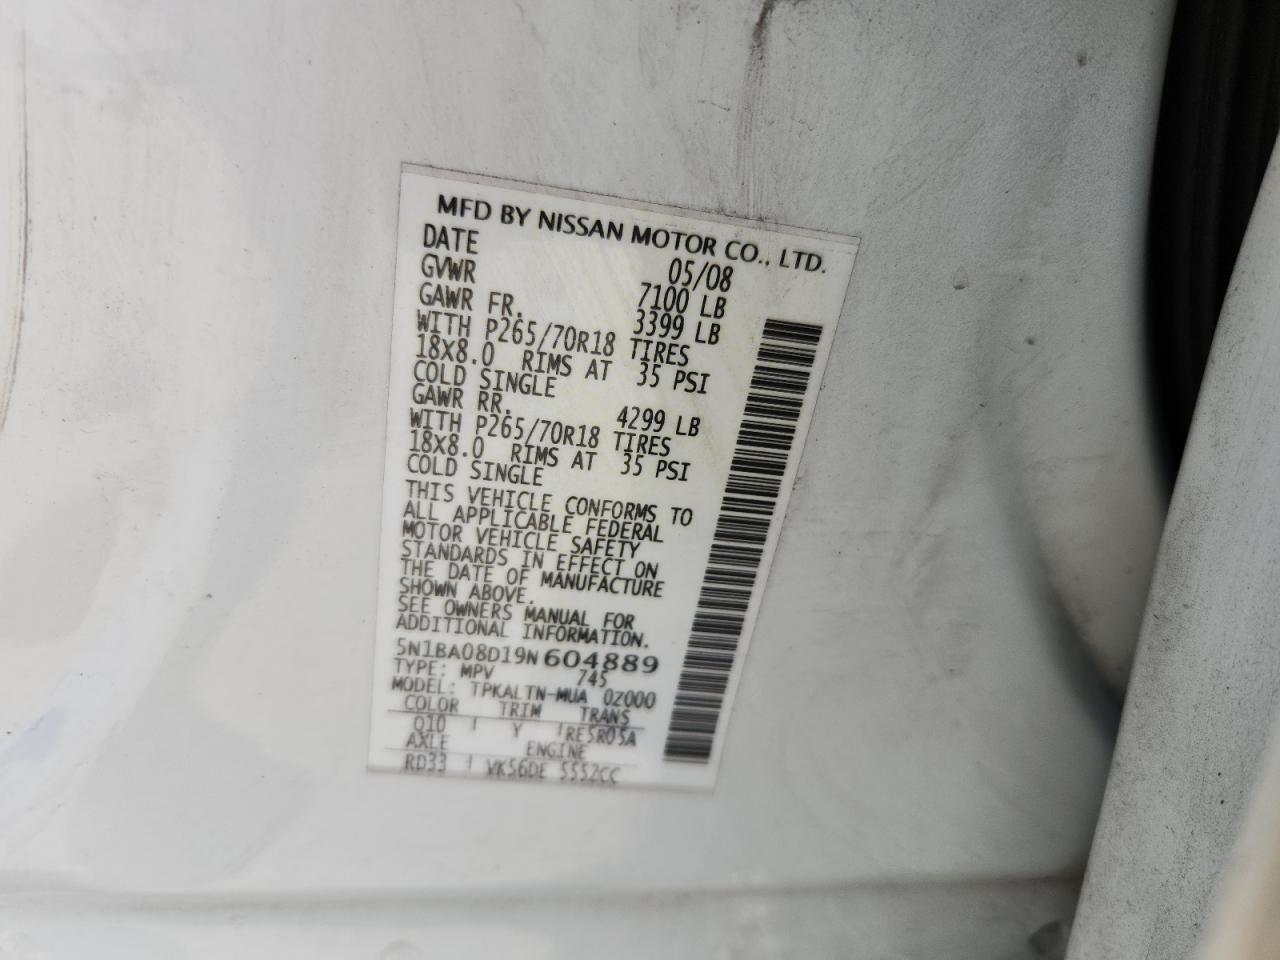 MFD BY NISSAN MOTOR CO., LTD.
DATE 05/08
GVWR 7100 LB
GAWR FR. 3399 LB
WITH P265/70R18 TIRES
18X8.0 RIMS AT 35 PSI
COLD SINGLE
GAWR RR. 4299 LB
WITH P265/70R18 TIRES
18X8.0 RIMS AT 35 PSI
COLD SINGLE
THIS VEHICLE CONFORMS TO
ALL APPLICABLE FEDERAL
MOTOR VEHICLE SAFETY
STANDARDS IN EFFECT ON
THE DATE OF MANUFACTURE
SHOWN ABOVE.
SEE OWNERS MANUAL FOR
ADDITIONAL INFORMATION.
5N1BA08D19N604889
TYPE: MPV 745
MODEL: TPKALTN-MUA 0Z000
COLOR TRIM TRANS
Q10 Y RE5R05A
AXLE ENGINE
RD33 VK56DE 5552CC